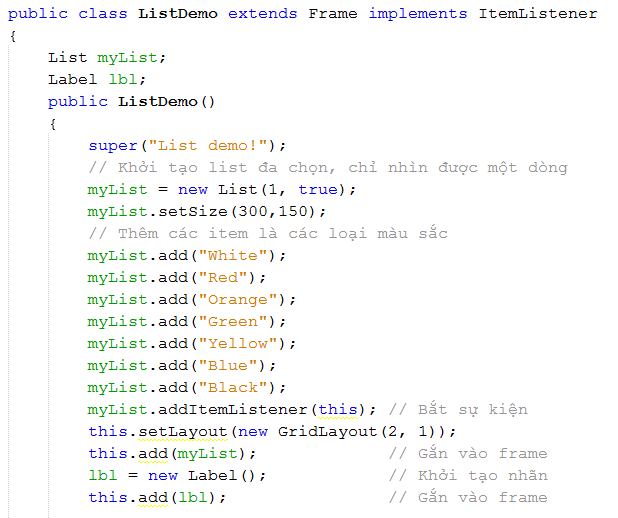 public class ListDemo extends Frame implements ItemListener
{
    List myList;
    Label lbl;
    public ListDemo()
    {
        super("List demo!");
        // Khởi tạo list đa chọn, chỉ nhìn được một dòng
        myList = new List(1, true);
        myList.setSize(300,150);
        // Thêm các item là các loại màu sắc
        myList.add("White");
        myList.add("Red");
        myList.add("Orange");
        myList.add("Green");
        myList.add("Yellow");
        myList.add("Blue");
        myList.add("Black");
        myList.addItemListener(this); // Bắt sự kiện
        this.setLayout(new GridLayout(2, 1));
        this.add(myList);             // Gắn vào frame
        lbl = new Label();            // Khởi tạo nhãn
        this.add(lbl);                // Gắn vào frame